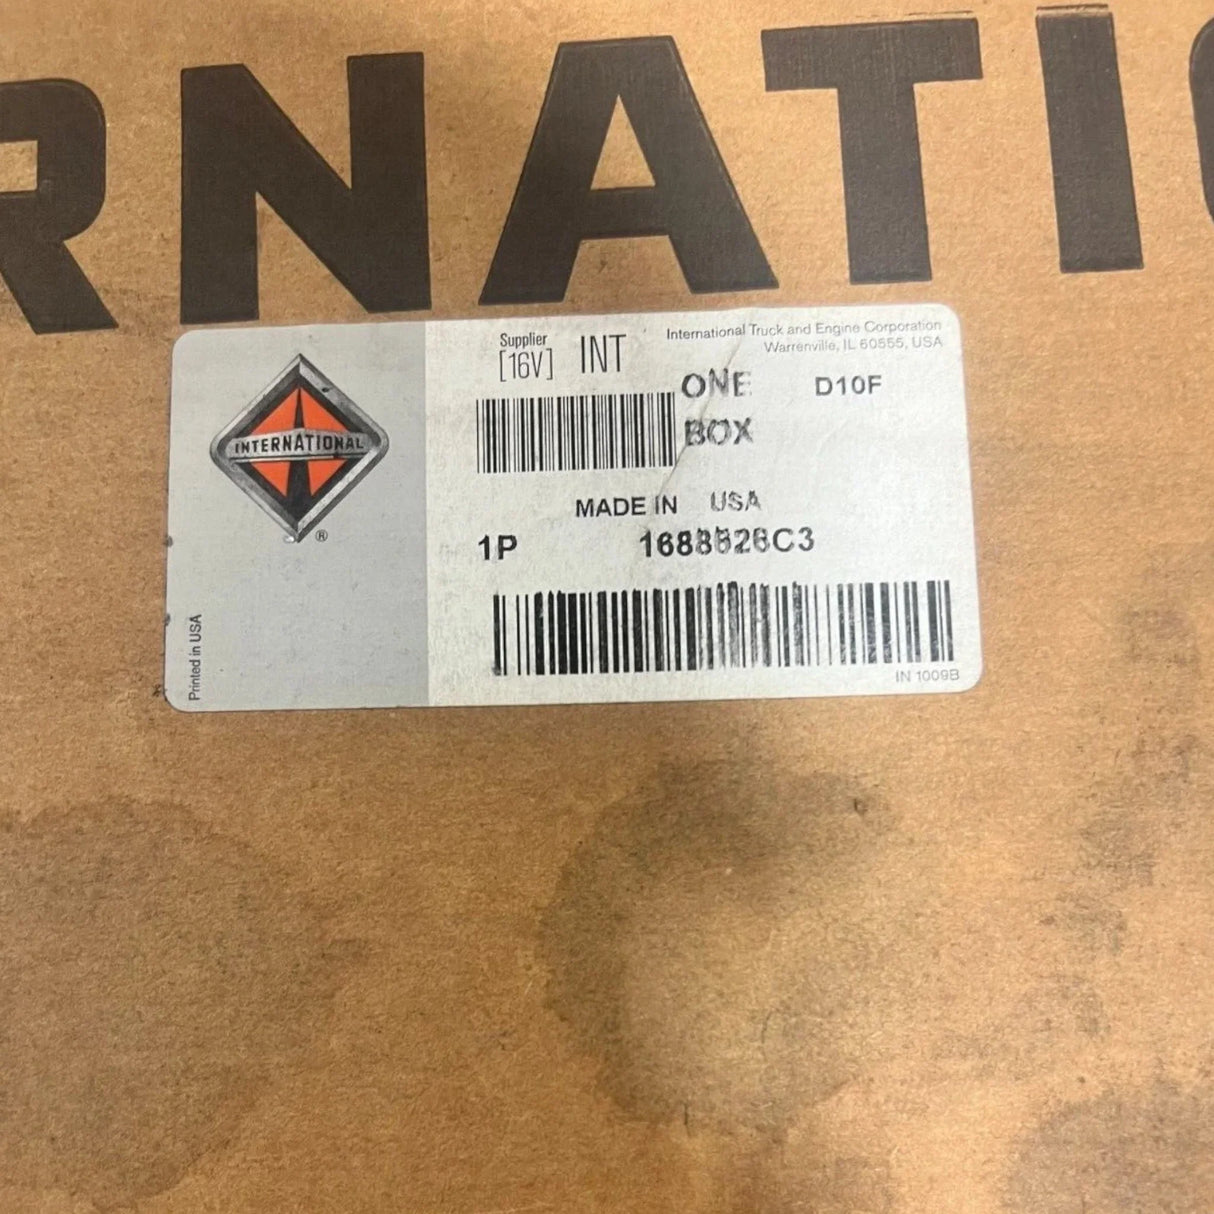 RNATIO
Supplier
[16V] INT
International Truck and Engine Corporation
Warrenville, IL 60555, USA
ONE D10F
BOX
INTERNATIONAL
®
MADE IN USA
1P
IN 1009B
Printed in USA